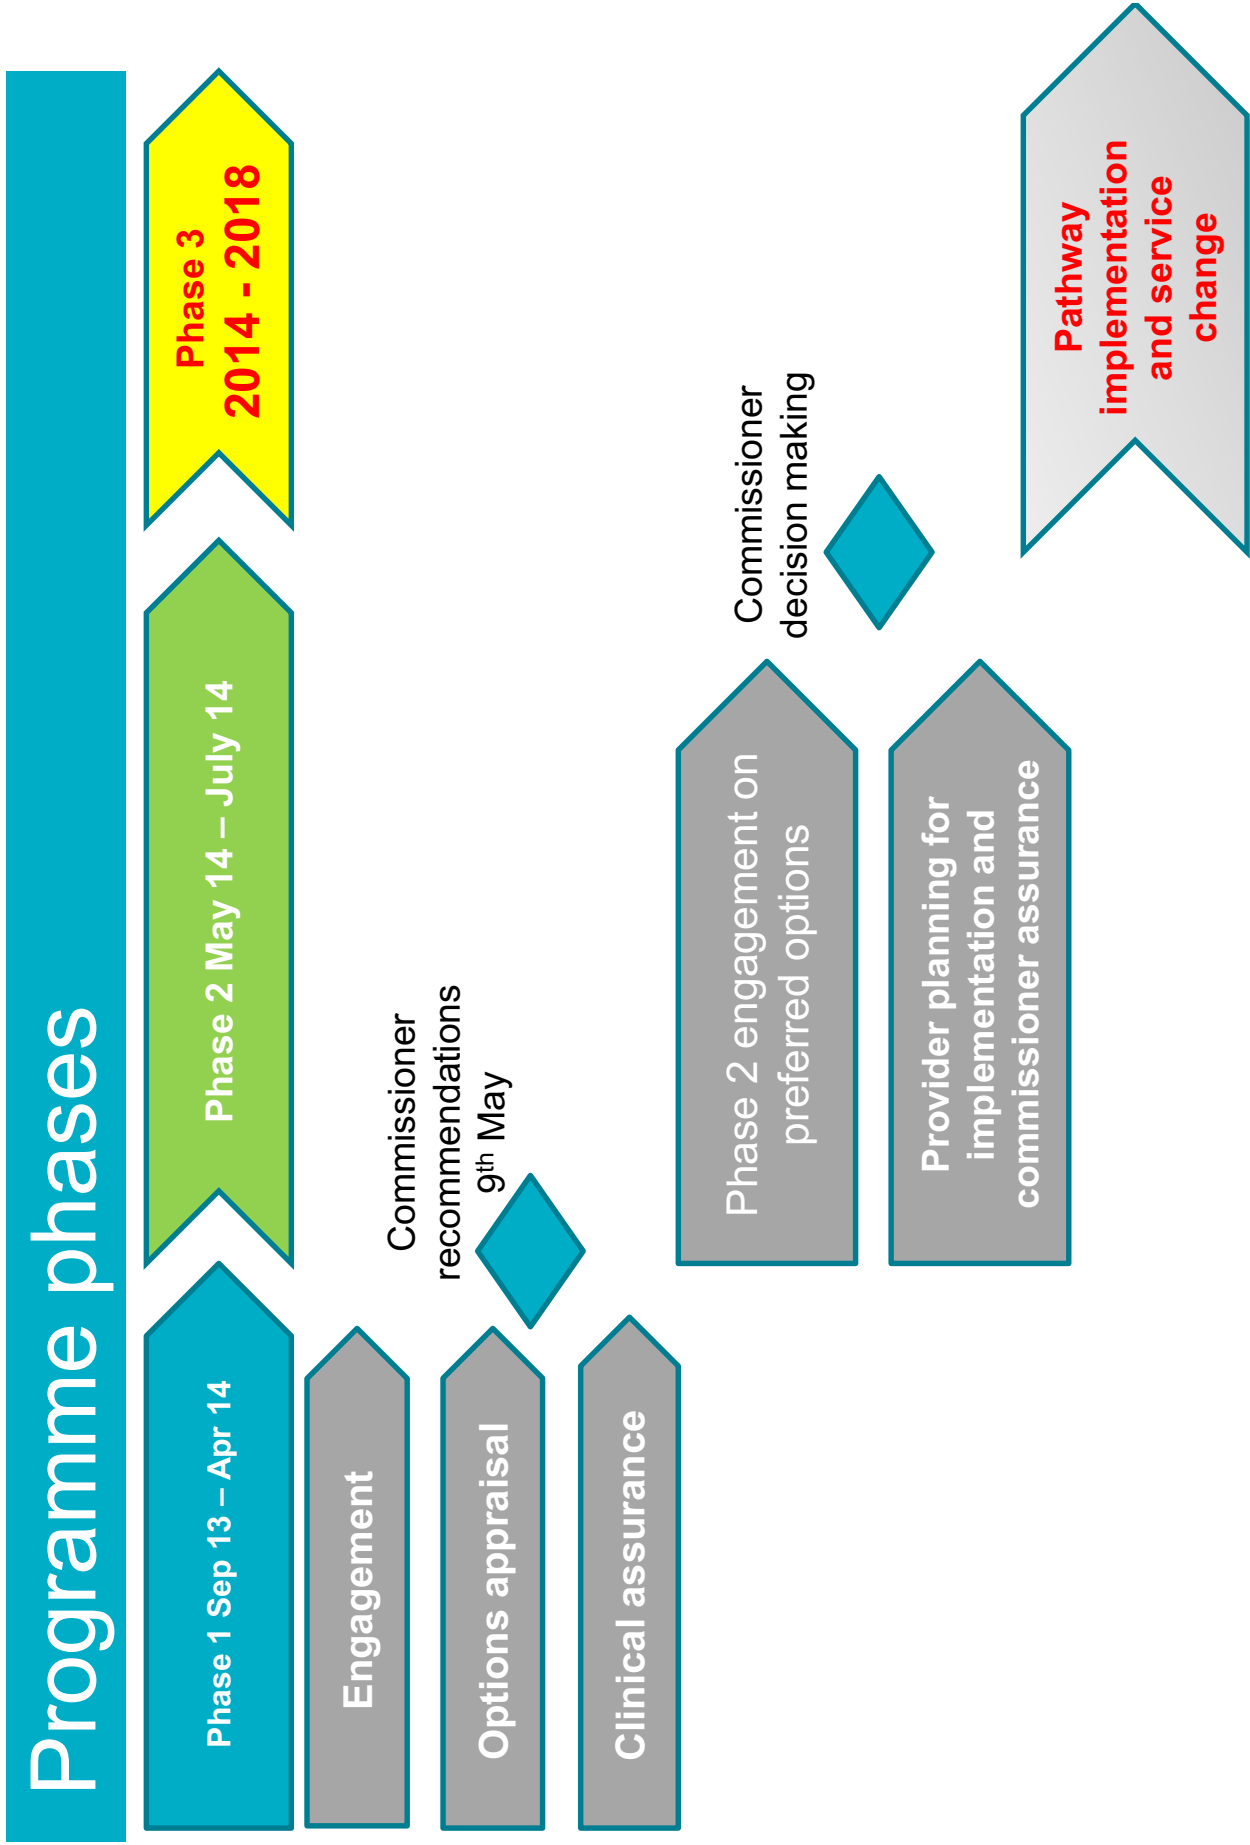 Programme phases
Phase 1 Sep 13 – Apr 14
Phase 2 May 14 – July 14
Phase 3
2014 - 2018
Engagement
Options appraisal
Clinical assurance
Commissioner
recommendations
9th May
Phase 2 engagement on
preferred options
Provider planning for
implementation and
commissioner assurance
Commissioner
decision making
Pathway
implementation
and service
change